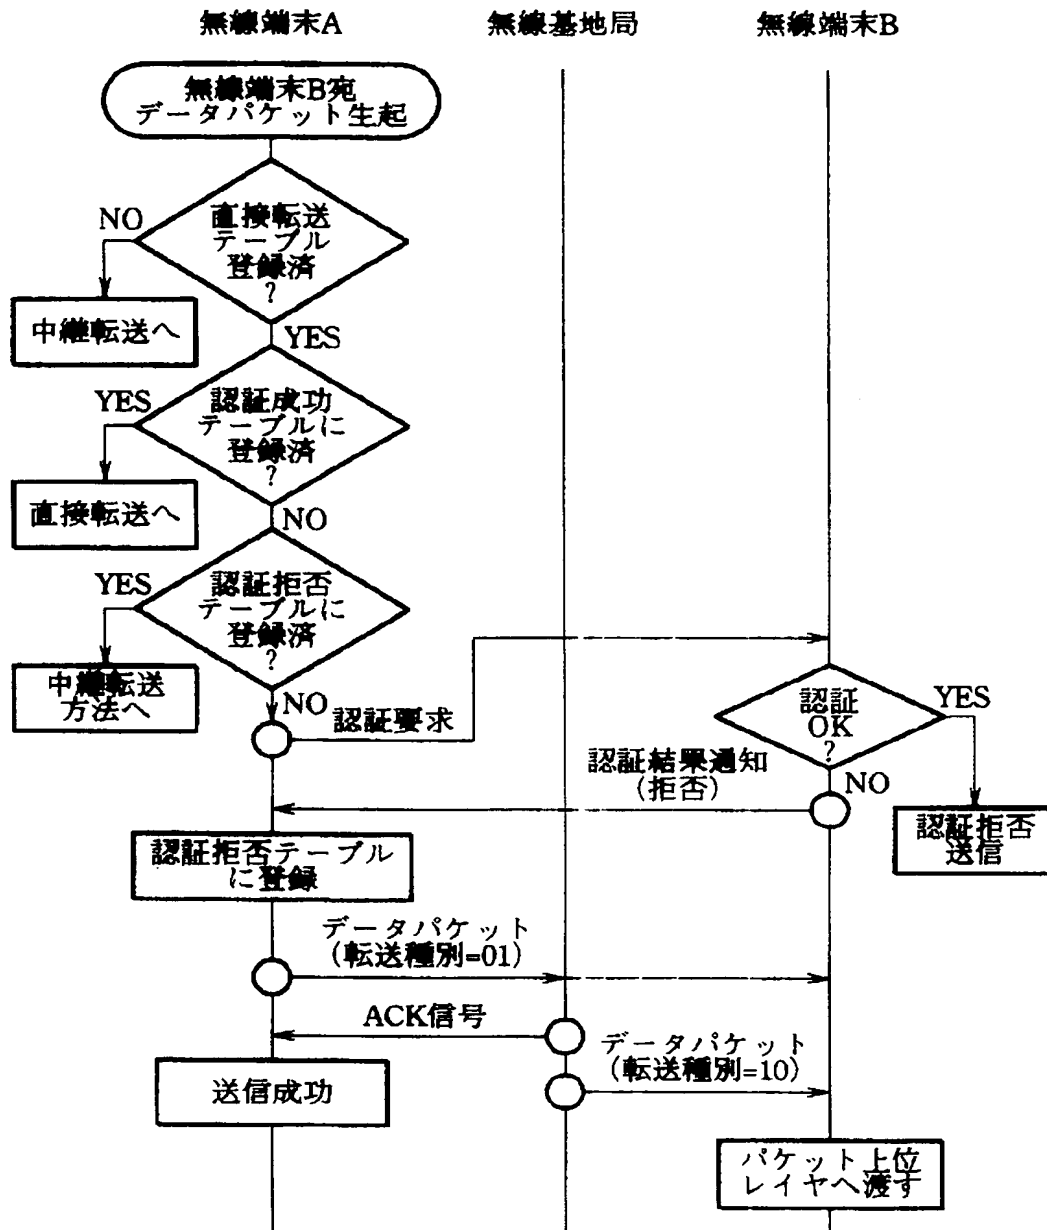 無線端末A
無線基地局
無線端末B
無線端末B宛
データパケット生起
直接転送
テーブル
登録済
?
NO
中継転送へ
YES
認証成功
テーブルに
登録済
?
YES
直接転送へ
NO
認証拒否
テーブルに
登録済
?
YES
中継転送
方法へ
NO
認証要求
認証
OK
?
YES
認証結果通知
(拒否)
NO
認証拒否
送信
認証拒否テーブル
に登録
データパケット
(転送種別=01)
ACK信号
データパケット
(転送種別=10)
送信成功
パケット上位
レイヤへ渡す